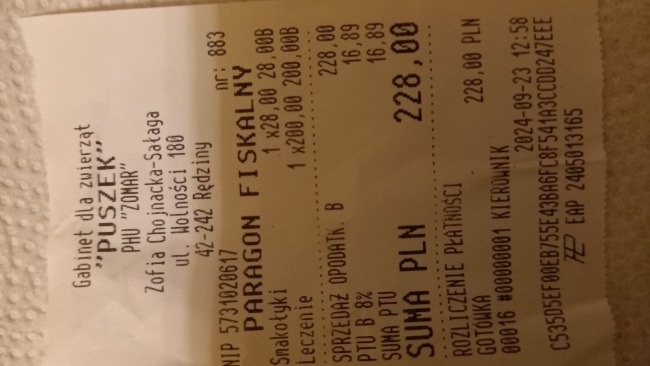 Gabinet dla zwierząt
"PUSZEK"
PHU "ZOMAR"
Zofia Chojnacka-Sałaga
ul. Wolności 180
42-242 Rędziny
NIP 5731020617 nr: 883
PARAGON FISKALNY
Smakołyki 1 x28,00 28,00B
Leczenie 1 x200,00 200,00B
SPRZEDAŻ OPODATK. B 228,00
PTU B 8% 16,89
SUMA PTU 16,89
SUMA PLN 228,00
ROZLICZENIE PŁATNOŚCI
GOTÓWKA 228,00 PLN
00016 #00000001 KIEROWNIK 2024-09-23 12:58
C535D5EF00EB755E43BA6FC8F541A3CCDD247EEE
EAP 2405013165